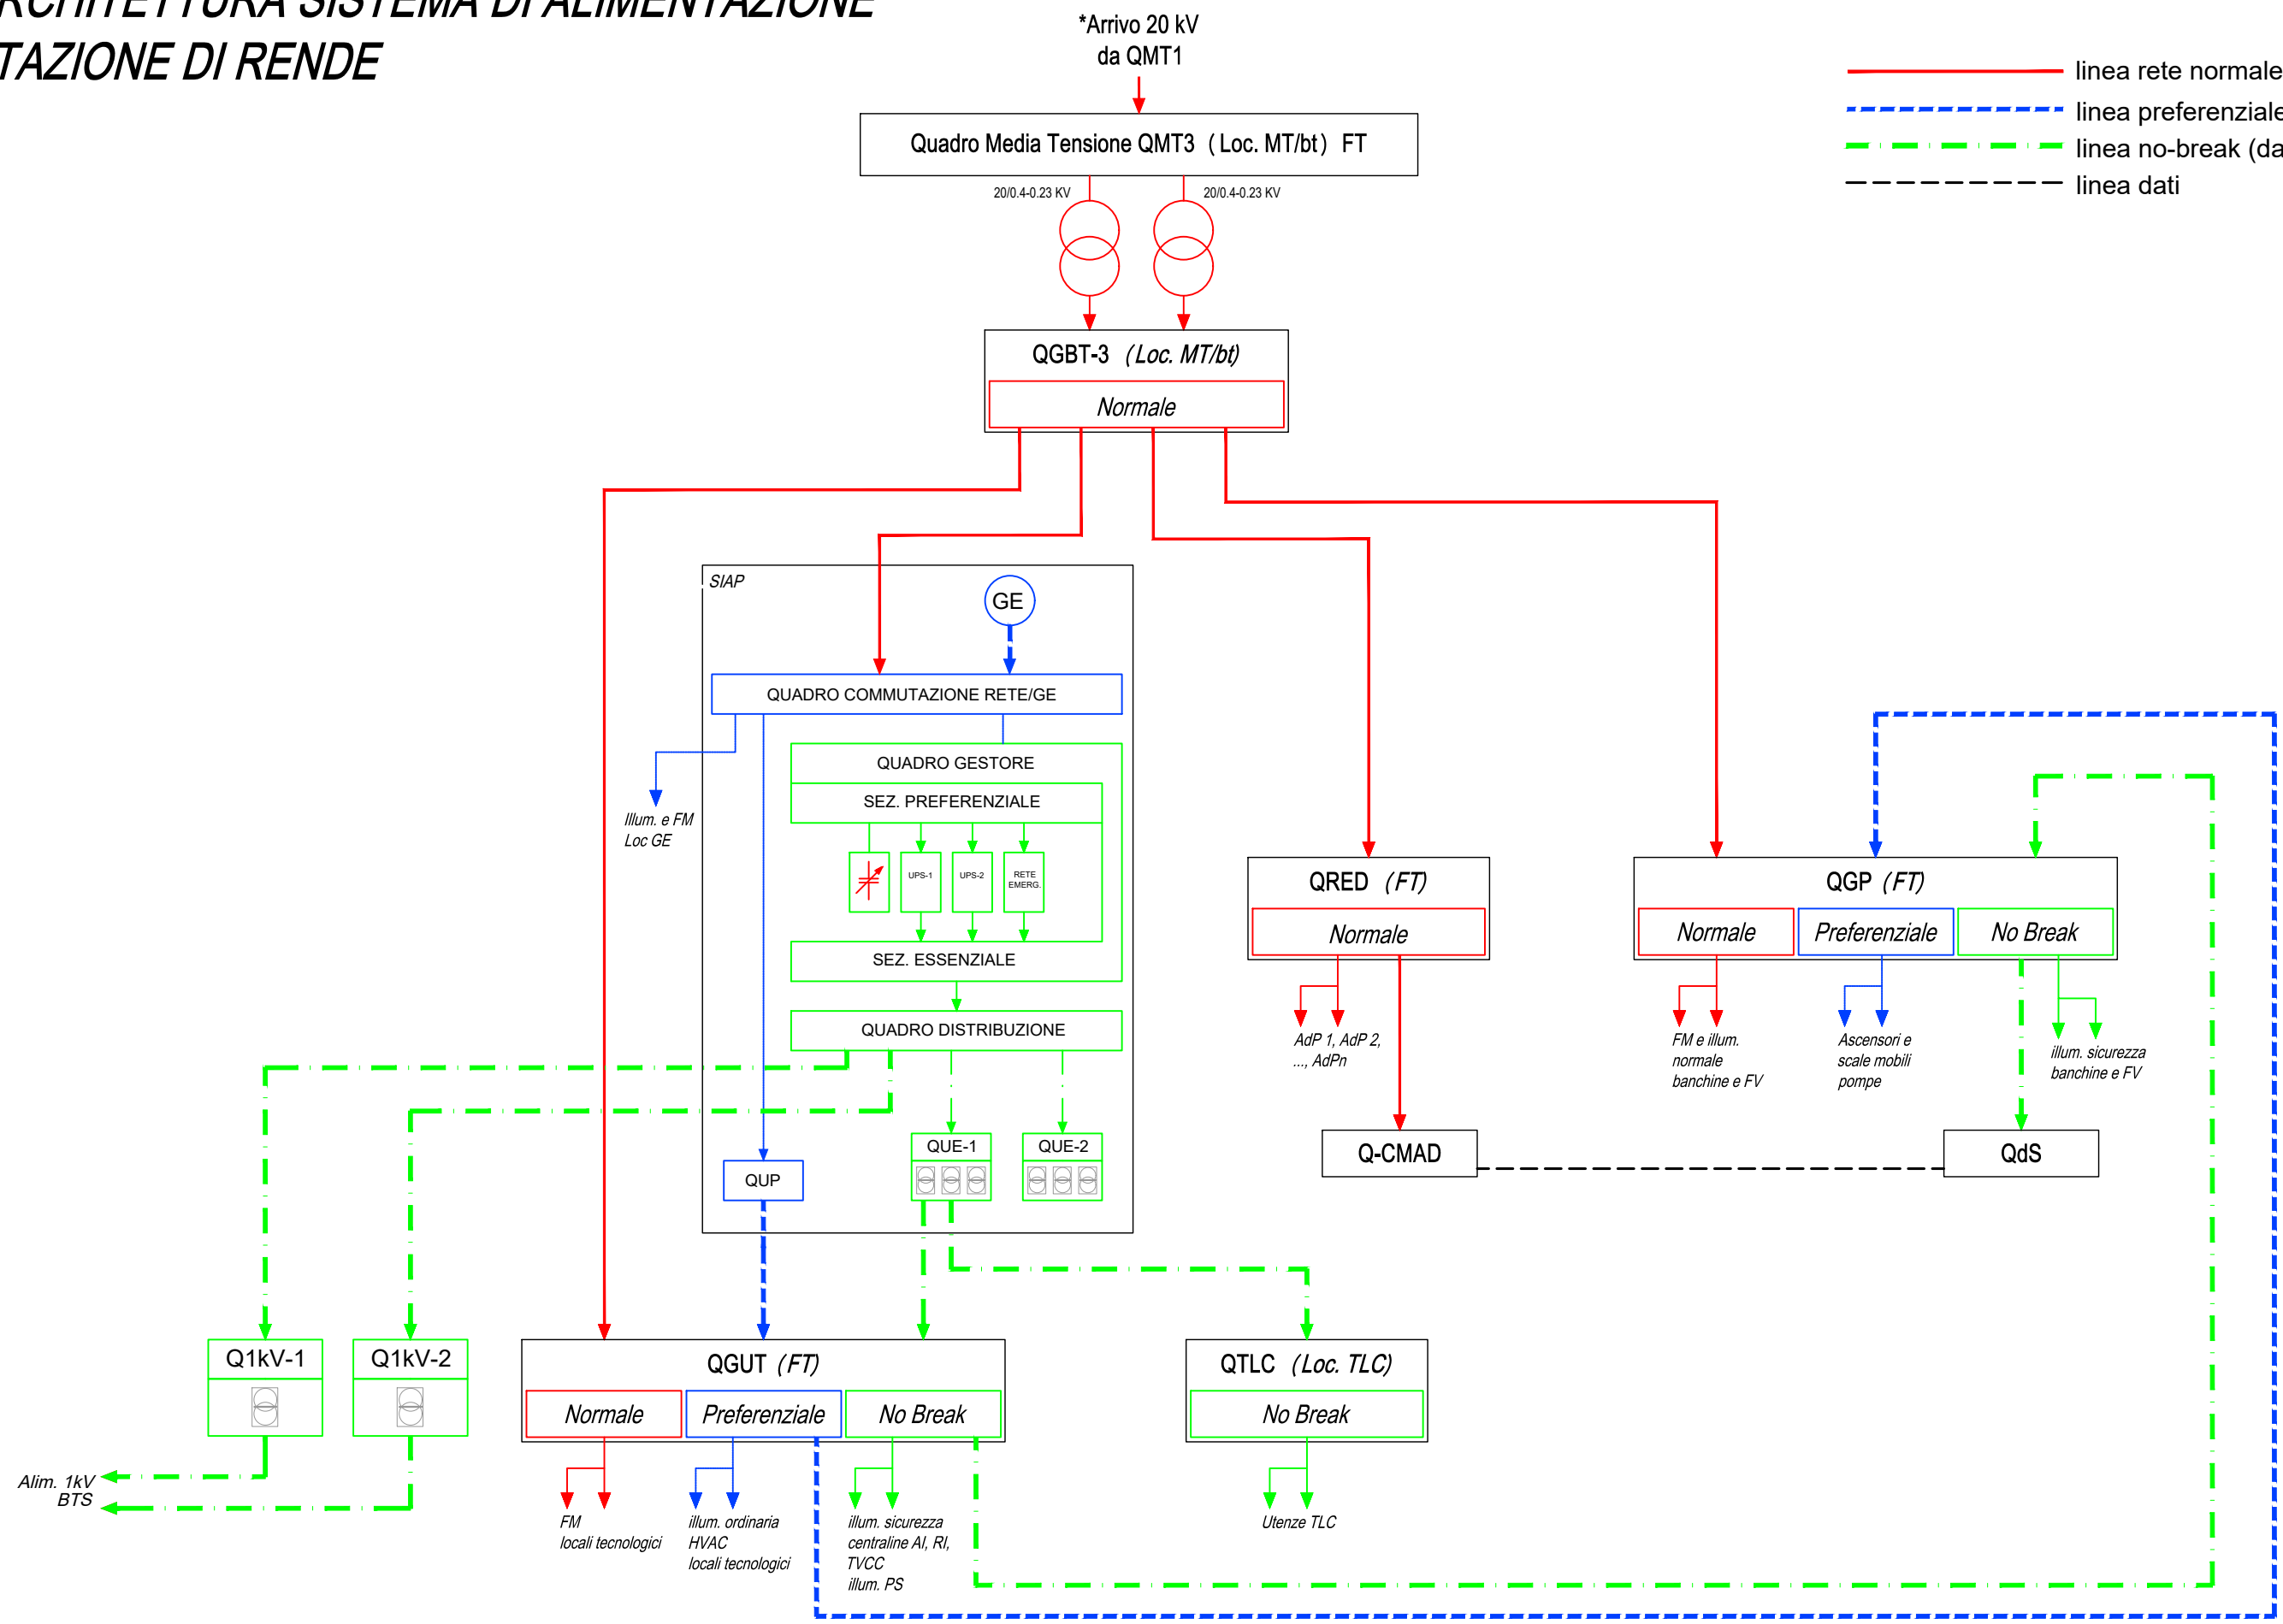 RCHITETTURA SISTEMA DI ALIMENTAZIONE
TAZIONE DI RENDE
*Arrivo 20 kV
da QMT1
linea rete normale
linea preferenziale
linea no-break (da
linea dati
Quadro Media Tensione QMT3 (Loc. MT/bt) FT
20/0.4-0.23 KV
20/0.4-0.23 KV
QGBT-3 (Loc. MT/bt)
Normale
SIAP
GE
QUADRO COMMUTAZIONE RETE/GE
QUADRO GESTORE
SEZ. PREFERENZIALE
Illum. e FM
Loc GE
UPS-1
UPS-2
RETE
EMERG.
SEZ. ESSENZIALE
QUADRO DISTRIBUZIONE
QUE-1
QUE-2
QUP
QRED (FT)
Normale
AdP 1, AdP 2,
..., AdPn
Q-CMAD
QGP (FT)
Normale
Preferenziale
No Break
FM e illum.
normale
banchine e FV
Ascensori e
scale mobili
pompe
illum. sicurezza
banchine e FV
QdS
Q1kV-1
Q1kV-2
Alim. 1kV
BTS
QGUT (FT)
Normale
Preferenziale
No Break
FM
locali tecnologici
illum. ordinaria
HVAC
locali tecnologici
illum. sicurezza
centraline AI, RI,
TVCC
illum. PS
QTLC (Loc. TLC)
No Break
Utenze TLC